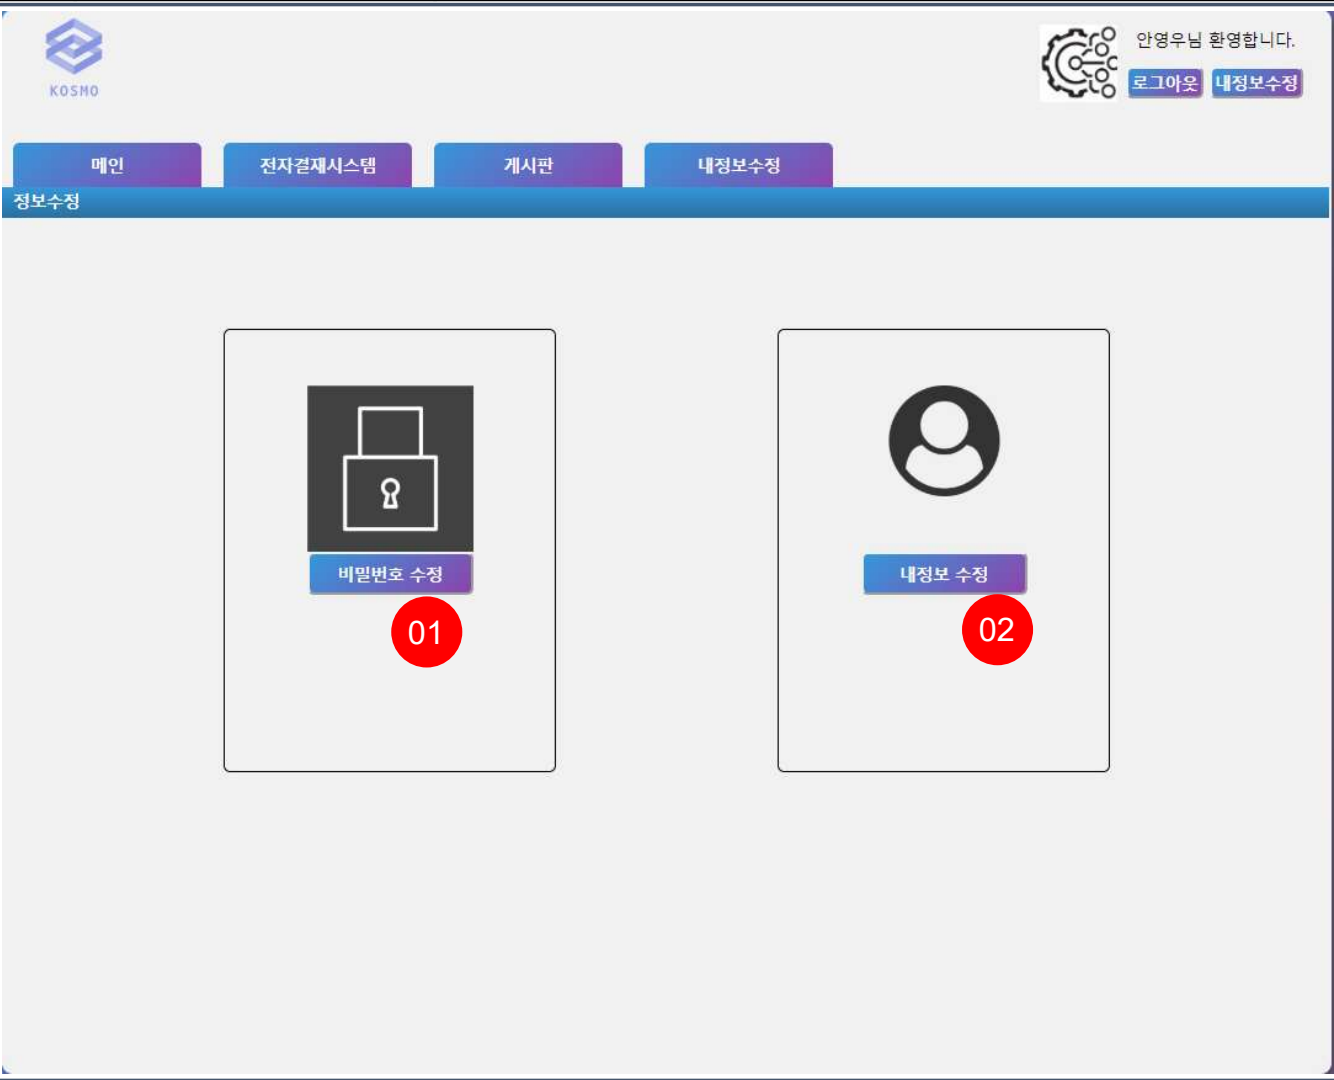 KOSMO
안영우님 환영합니다.
로그아웃 내정보수정
메인 전자결재시스템 게시판 내정보수정
정보수정
비밀번호 수정 내정보 수정
01 02